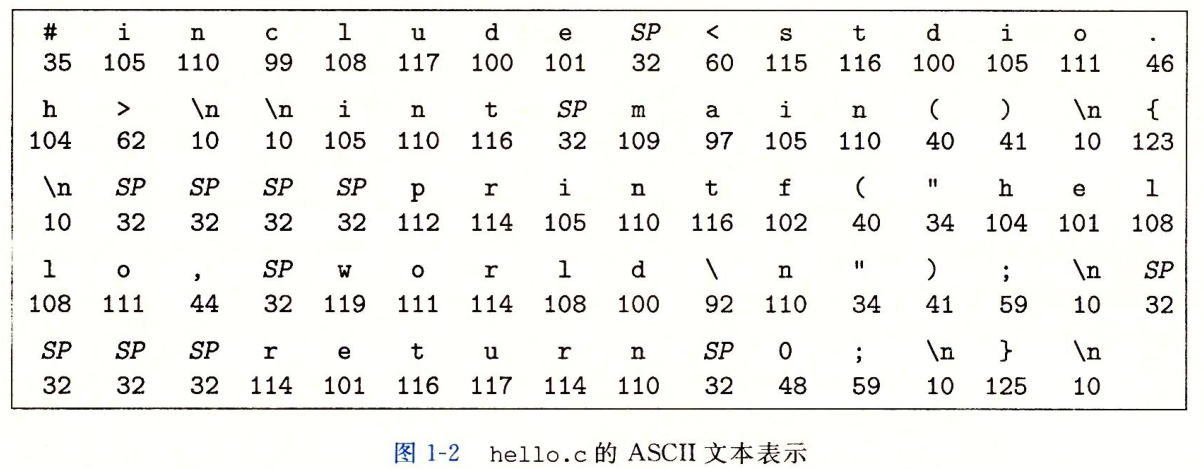 # i n c l u d e SP < s t d i o .
35 105 110 99 108 117 100 101 32 60 115 116 100 105 111 46
h > \n \n i n t SP m a i n ( ) \n {
104 62 10 10 105 110 116 32 109 97 105 110 40 41 10 123
\n SP SP SP SP p r i n t f ( " h e l
10 32 32 32 32 112 114 105 110 116 102 40 34 104 101 108
l o , SP w o r l d \ n " ) ; \n SP
108 111 44 32 119 111 114 108 100 92 110 34 41 59 10 32
SP SP SP r e t u r n SP 0 ; \n } \n
32 32 32 114 101 116 117 114 110 32 48 59 10 125 10
图 1-2 hello.c 的 ASCII 文本表示